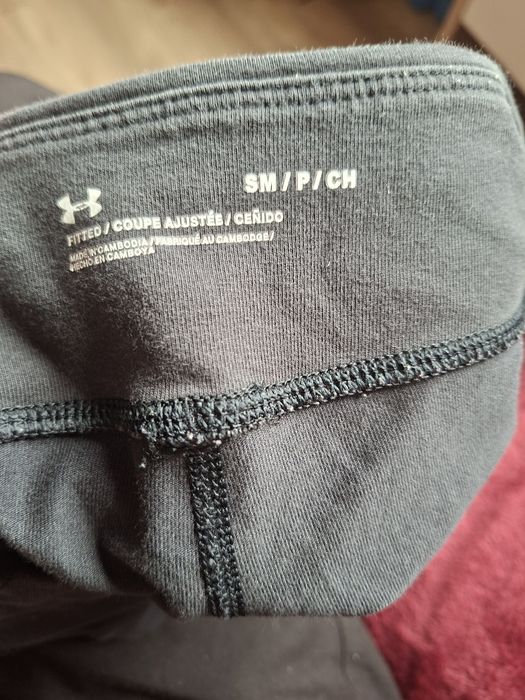 SM / P / CH
FITTED / COUPE AJUSTÉE / CEÑIDO
MADE IN CAMBODIA / FABRIQUÉ AU CAMBODGE /
HECHO EN CAMBOYA